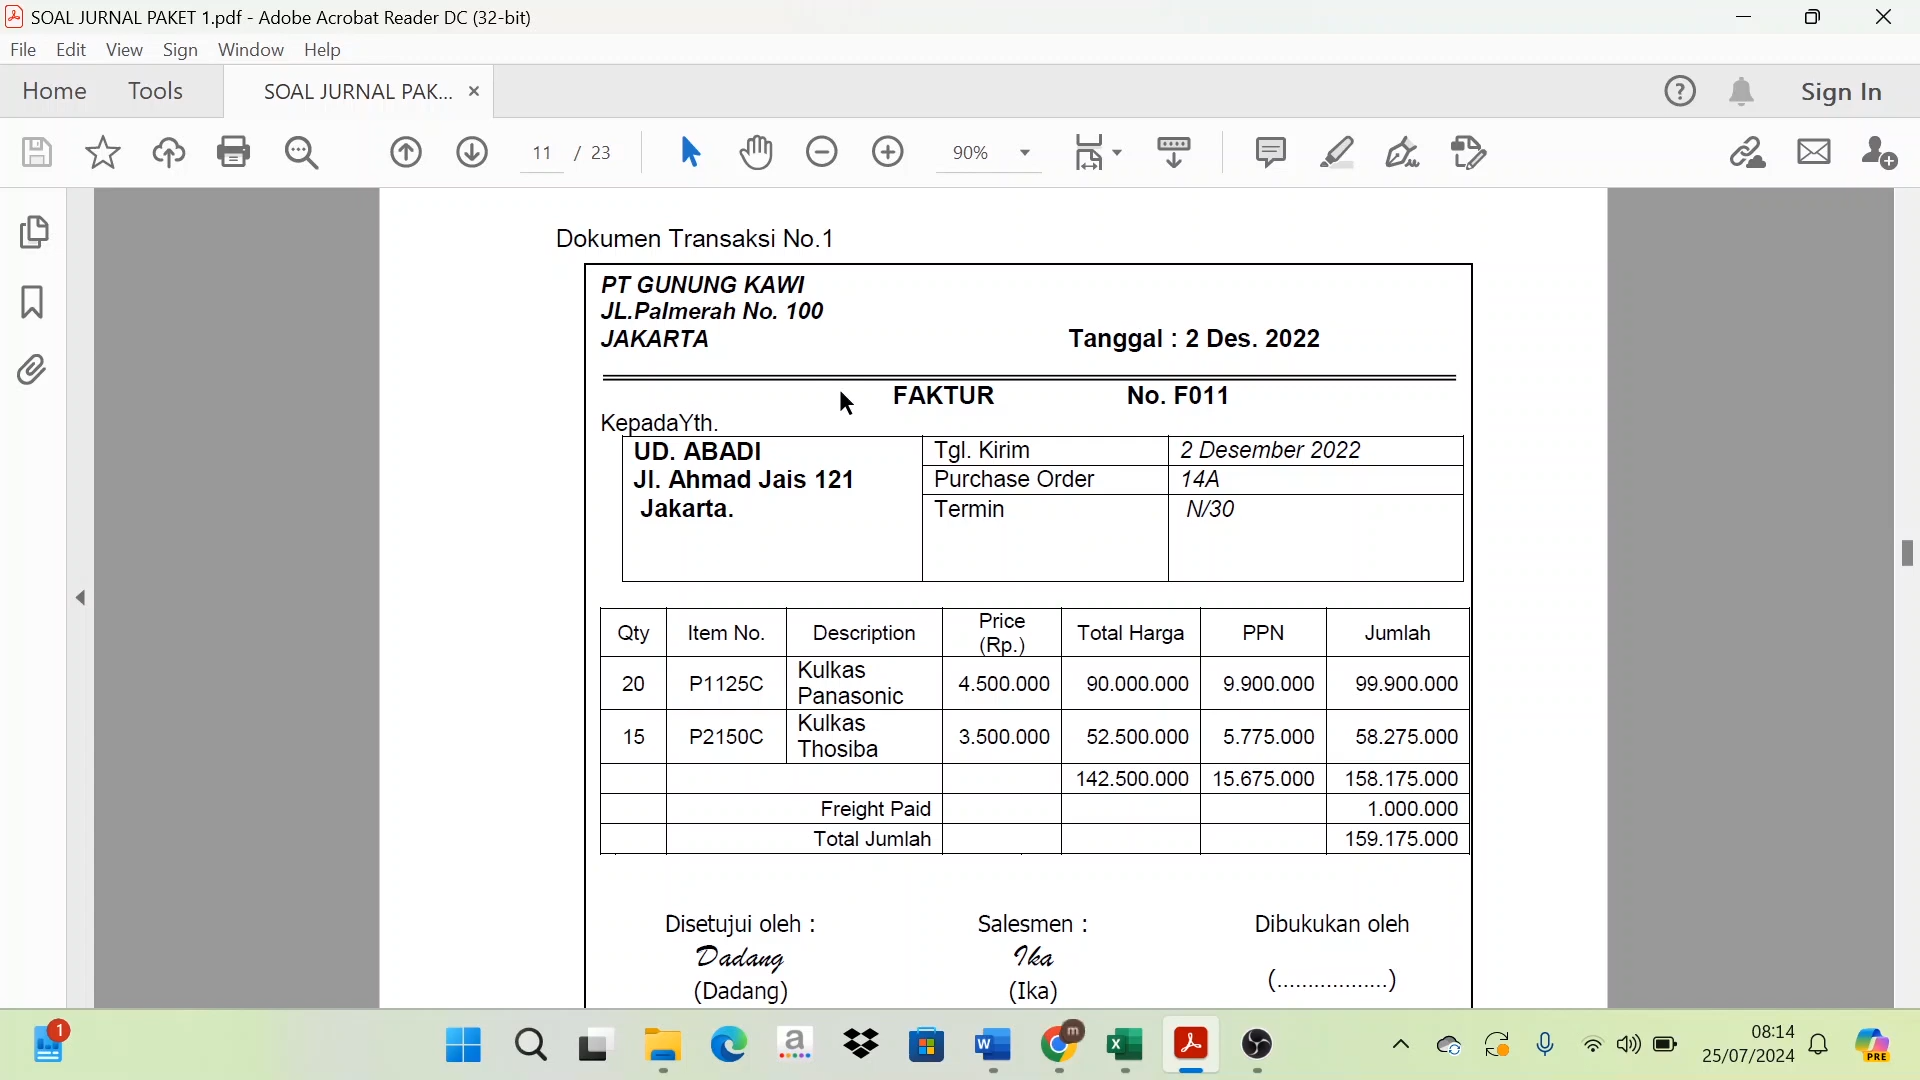 SOAL JURNAL PAKET 1.pdf - Adobe Acrobat Reader DC (32-bit)
File Edit View Sign Window Help
Home Tools SOAL JURNAL PAK... × Sign In
11 / 23 90%
Dokumen Transaksi No.1
PT GUNUNG KAWI
JL.Palmerah No. 100
JAKARTA Tanggal : 2 Des. 2022
FAKTUR No. F011
KepadaYth.
UD. ABADI Tgl. Kirim 2 Desember 2022
Jl. Ahmad Jais 121 Purchase Order 14A
Jakarta. Termin N/30
Qty Item No. Description Price (Rp.) Total Harga PPN Jumlah
20 P1125C Kulkas Panasonic 4.500.000 90.000.000 9.900.000 99.900.000
15 P2150C Kulkas Thosiba 3.500.000 52.500.000 5.775.000 58.275.000
142.500.000 15.675.000 158.175.000
Freight Paid 1.000.000
Total Jumlah 159.175.000
Disetujui oleh : Salesmen : Dibukukan oleh
Dadang Ika
(Dadang) (Ika) (..................)
1 a W m X PRE
08:14
25/07/2024